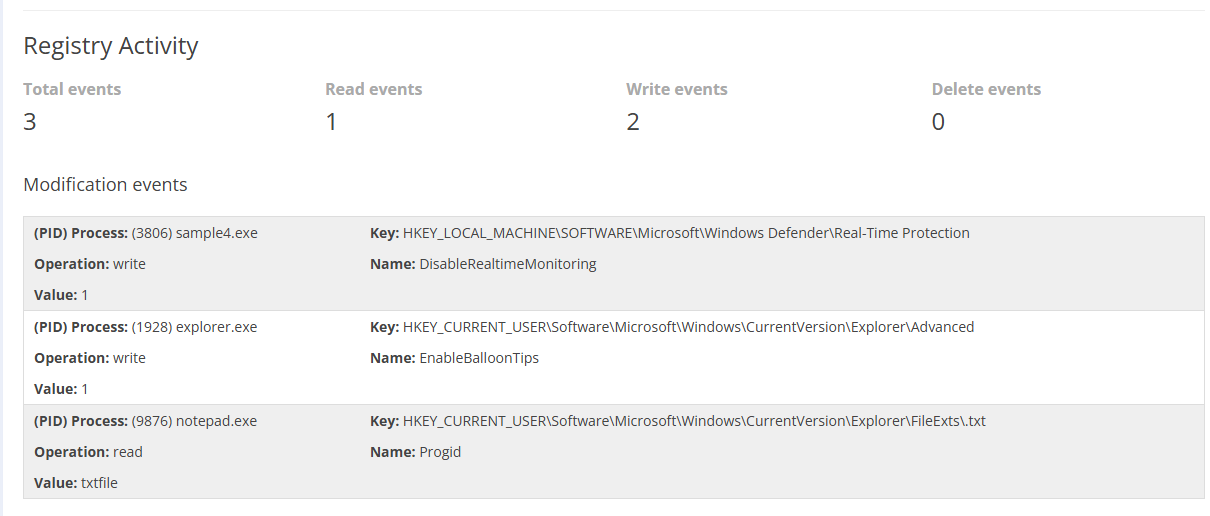 Registry Activity
Total events Read events Write events Delete events
3 1 2 0
Modification events
(PID) Process: (3806) sample4.exe Key: HKEY_LOCAL_MACHINE\SOFTWARE\Microsoft\Windows Defender\Real-Time Protection
Operation: write Name: DisableRealtimeMonitoring
Value: 1
(PID) Process: (1928) explorer.exe Key: HKEY_CURRENT_USER\Software\Microsoft\Windows\CurrentVersion\Explorer\Advanced
Operation: write Name: EnableBalloonTips
Value: 1
(PID) Process: (9876) notepad.exe Key: HKEY_CURRENT_USER\Software\Microsoft\Windows\CurrentVersion\Explorer\FileExts\.txt
Operation: read Name: Progid
Value: txtfile